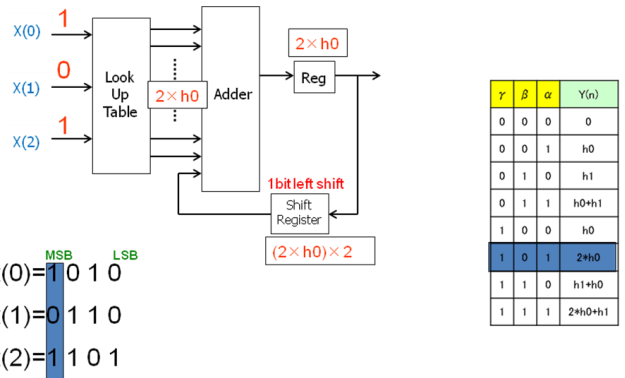 X(0)
1
X(1)
0
X(2)
1
Look
Up
Table
2×h0
Adder
2×h0
Reg
1bit left shift
Shift
Register
(2×h0)×2
MSB LSB
(0)=1 0 1 0
(1)=0 1 1 0
(2)=1 1 0 1
γ β α Y(n)
0 0 0 0
0 0 1 h0
0 1 0 h1
0 1 1 h0+h1
1 0 0 h0
1 0 1 2*h0
1 1 0 h1+h0
1 1 1 2*h0+h1